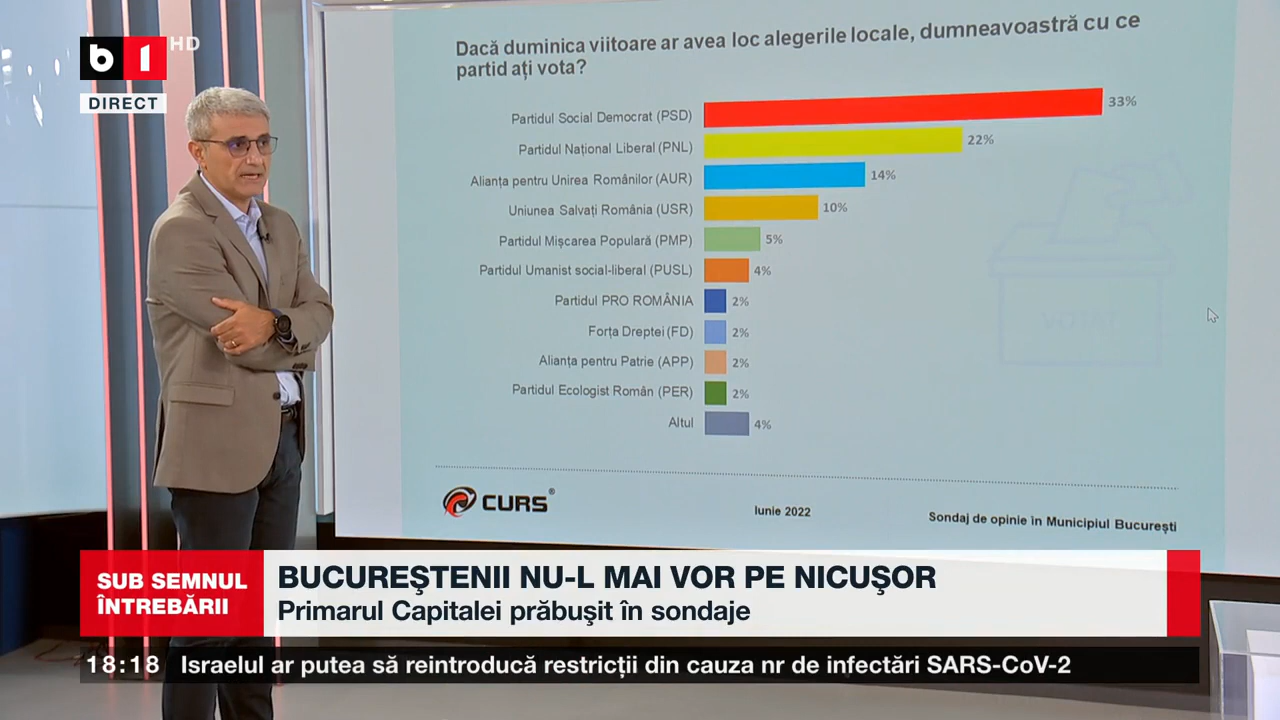 b1 HD
DIRECT
Dacă duminica viitoare ar avea loc alegerile locale, dumneavoastră cu ce
partid ați vota?
Partidul Social Democrat (PSD) 33%
Partidul Național Liberal (PNL) 22%
Alianța pentru Unirea Românilor (AUR) 14%
Uniunea Salvați România (USR) 10%
Partidul Mișcarea Populară (PMP) 5%
Partidul Umanist social-liberal (PUSL) 4%
Partidul PRO ROMÂNIA 2%
Forța Dreptei (FD) 2%
Alianța pentru Patrie (APP) 2%
Partidul Ecologist Român (PER) 2%
Altul 4%
CURS®
Iunie 2022
Sondaj de opinie în Municipiul București
SUB SEMNUL
ÎNTREBĂRII
BUCUREŞTENII NU-L MAI VOR PE NICUŞOR
Primarul Capitalei prăbuşit în sondaje
18:18 Israelul ar putea să reintroducă restricţii din cauza nr de infectări SARS-CoV-2